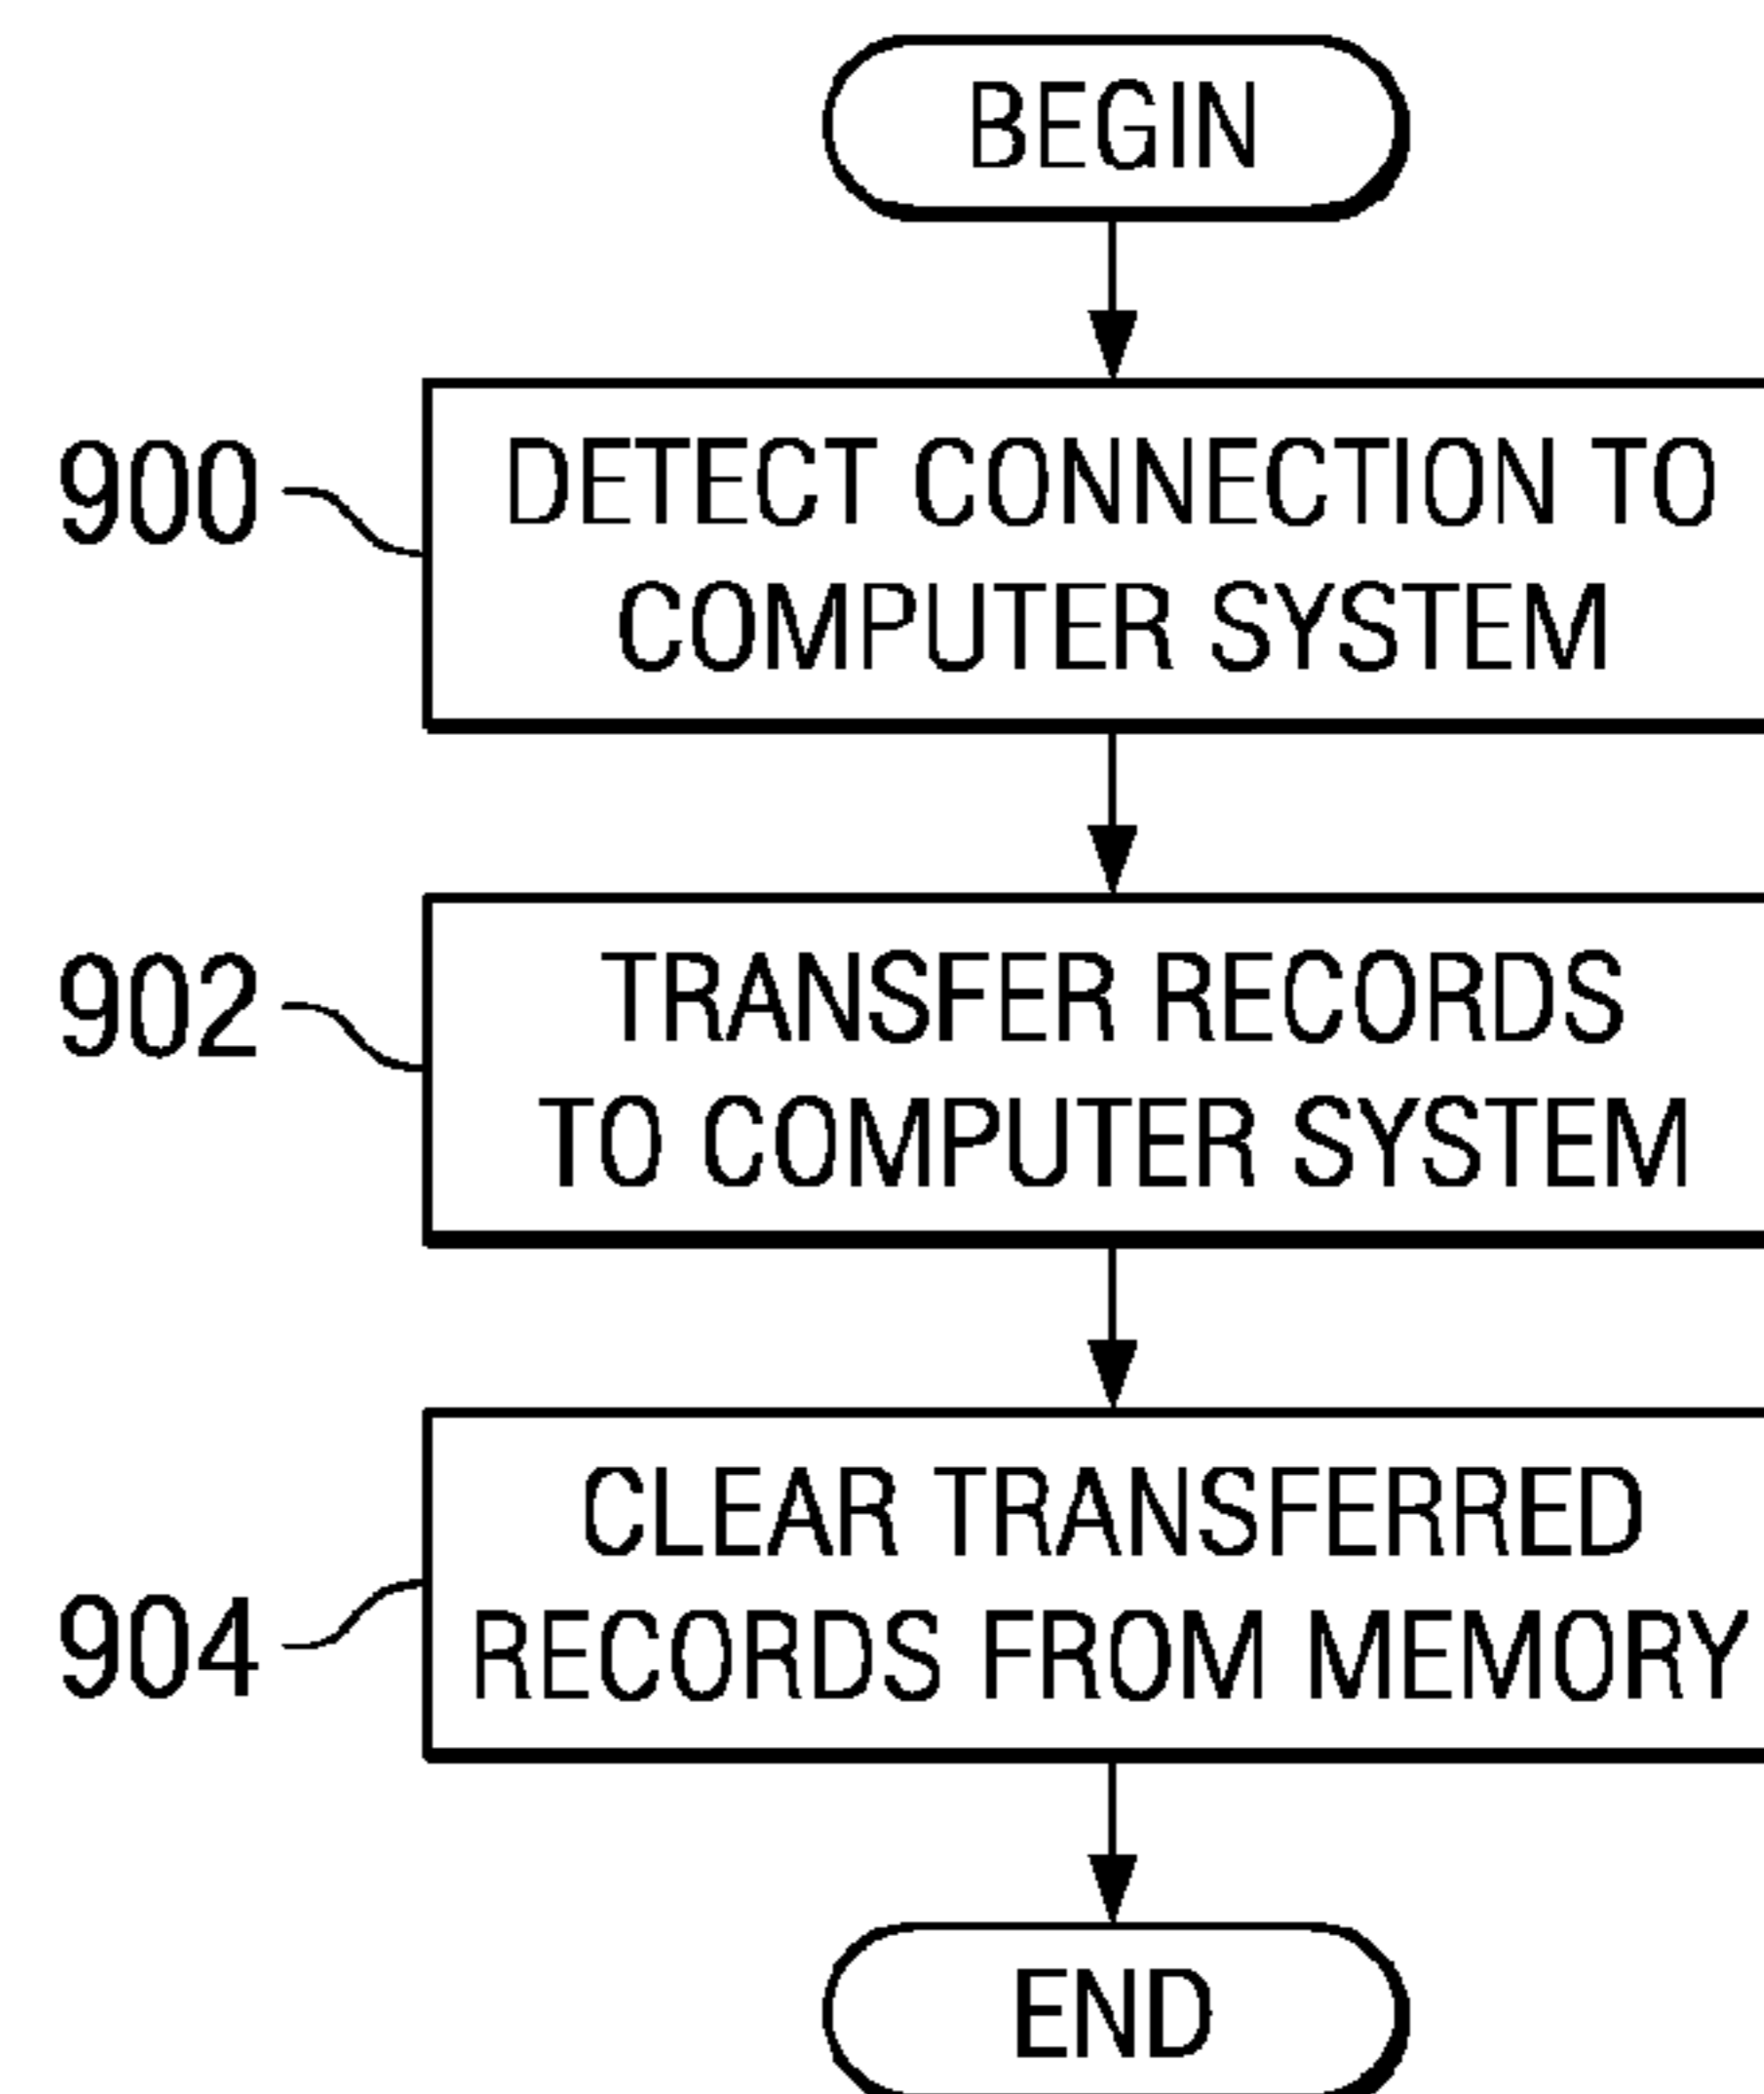 BEGIN
900
DETECT CONNECTION TO
COMPUTER SYSTEM
902
TRANSFER RECORDS
TO COMPUTER SYSTEM
CLEAR TRANSFERRED
904
RECORDS FROM MEMORY
END